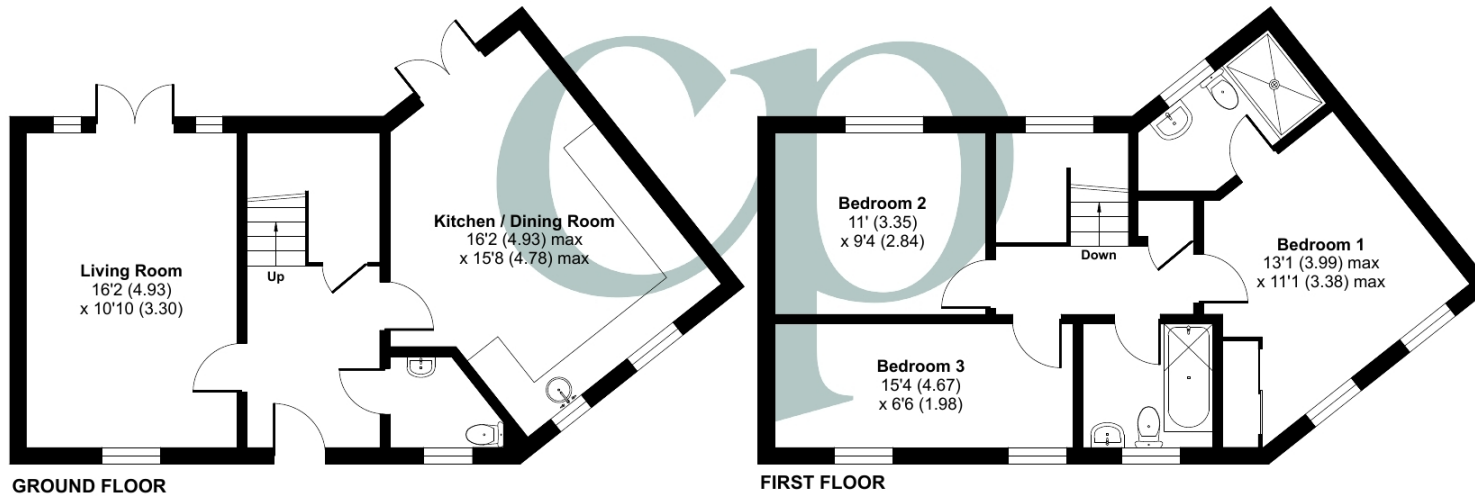 cp
Living Room
16'2 (4.93)
x 10'10 (3.30)
Up
Kitchen / Dining Room
16'2 (4.93) max
x 15'8 (4.78) max
GROUND FLOOR
Bedroom 2
11' (3.35)
x 9'4 (2.84)
Down
Bedroom 1
13'1 (3.99) max
x 11'1 (3.38) max
Bedroom 3
15'4 (4.67)
x 6'6 (1.98)
FIRST FLOOR